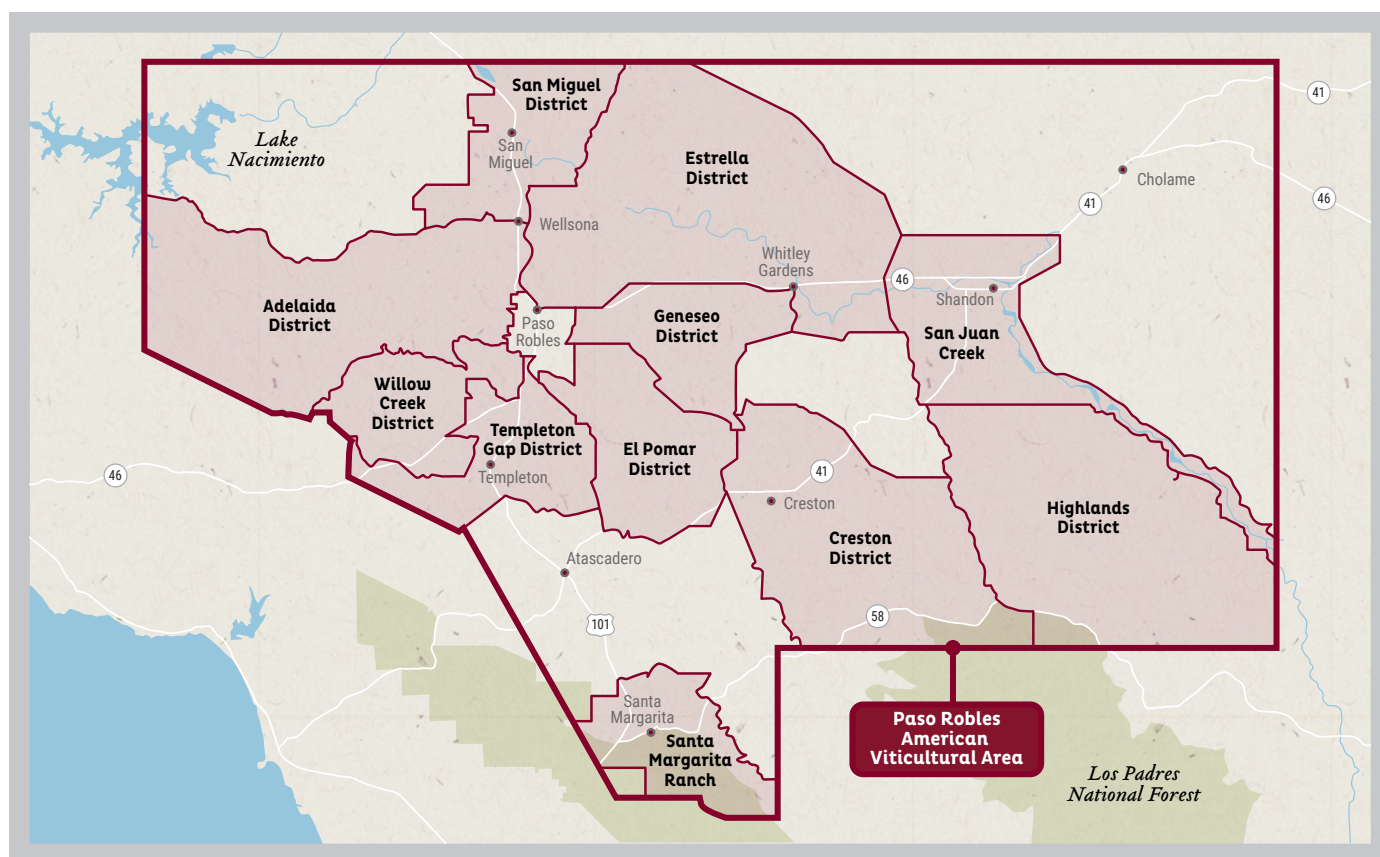 San Miguel
District
41
Lake
Nacimiento
San
Miguel
Estrella
District
Cholame
41
46
Wellsona
Whitley
Gardens
46
Shandon
Adelaida
District
Paso
Robles
Geneseo
District
San Juan
Creek
Willow
Creek
District
Templeton
Gap District
El Pomar
District
46
Templeton
41
Creston
Highlands
District
Creston
District
Atascadero
101
58
Santa
Margarita
Santa
Margarita
Ranch
Paso Robles
American
Viticultural Area
Los Padres
National Forest